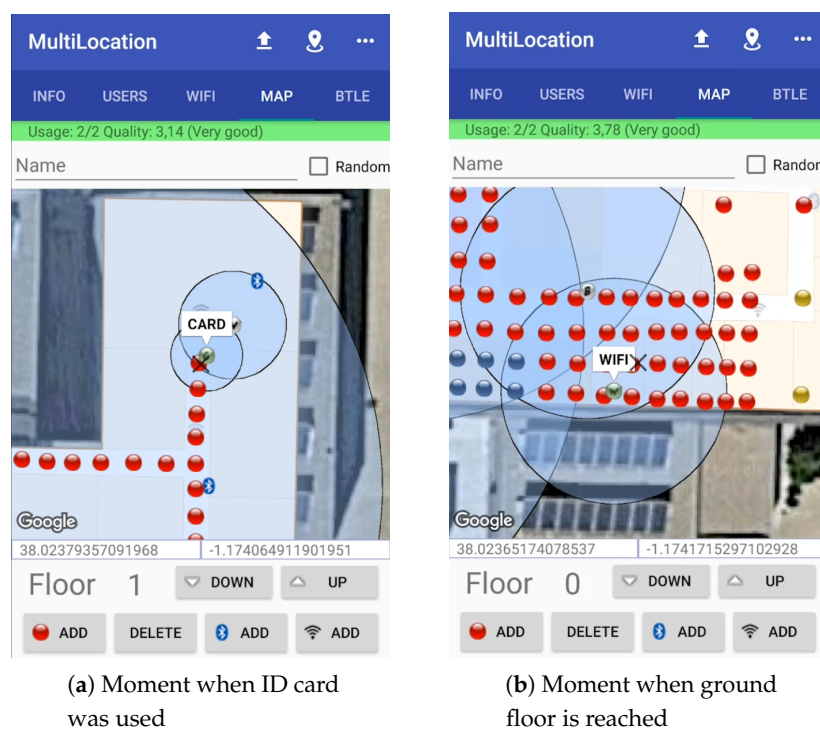 MultiLocation
INFO USERS WIFI MAP BTLE
Usage: 2/2 Quality: 3,14 (Very good)
Name Random
CARD
Google
38.02379357091968 -1.174064911901951
Floor 1 DOWN UP
ADD DELETE ADD ADD
(a) Moment when ID card
was used
MultiLocation
INFO USERS WIFI MAP BTLE
Usage: 2/2 Quality: 3,78 (Very good)
Name Randor
B
WIFI
W
Google
38.02365174078537 -1.1741715297102928
Floor 0 DOWN UP
ADD DELETE ADD ADD
(b) Moment when ground
floor is reached